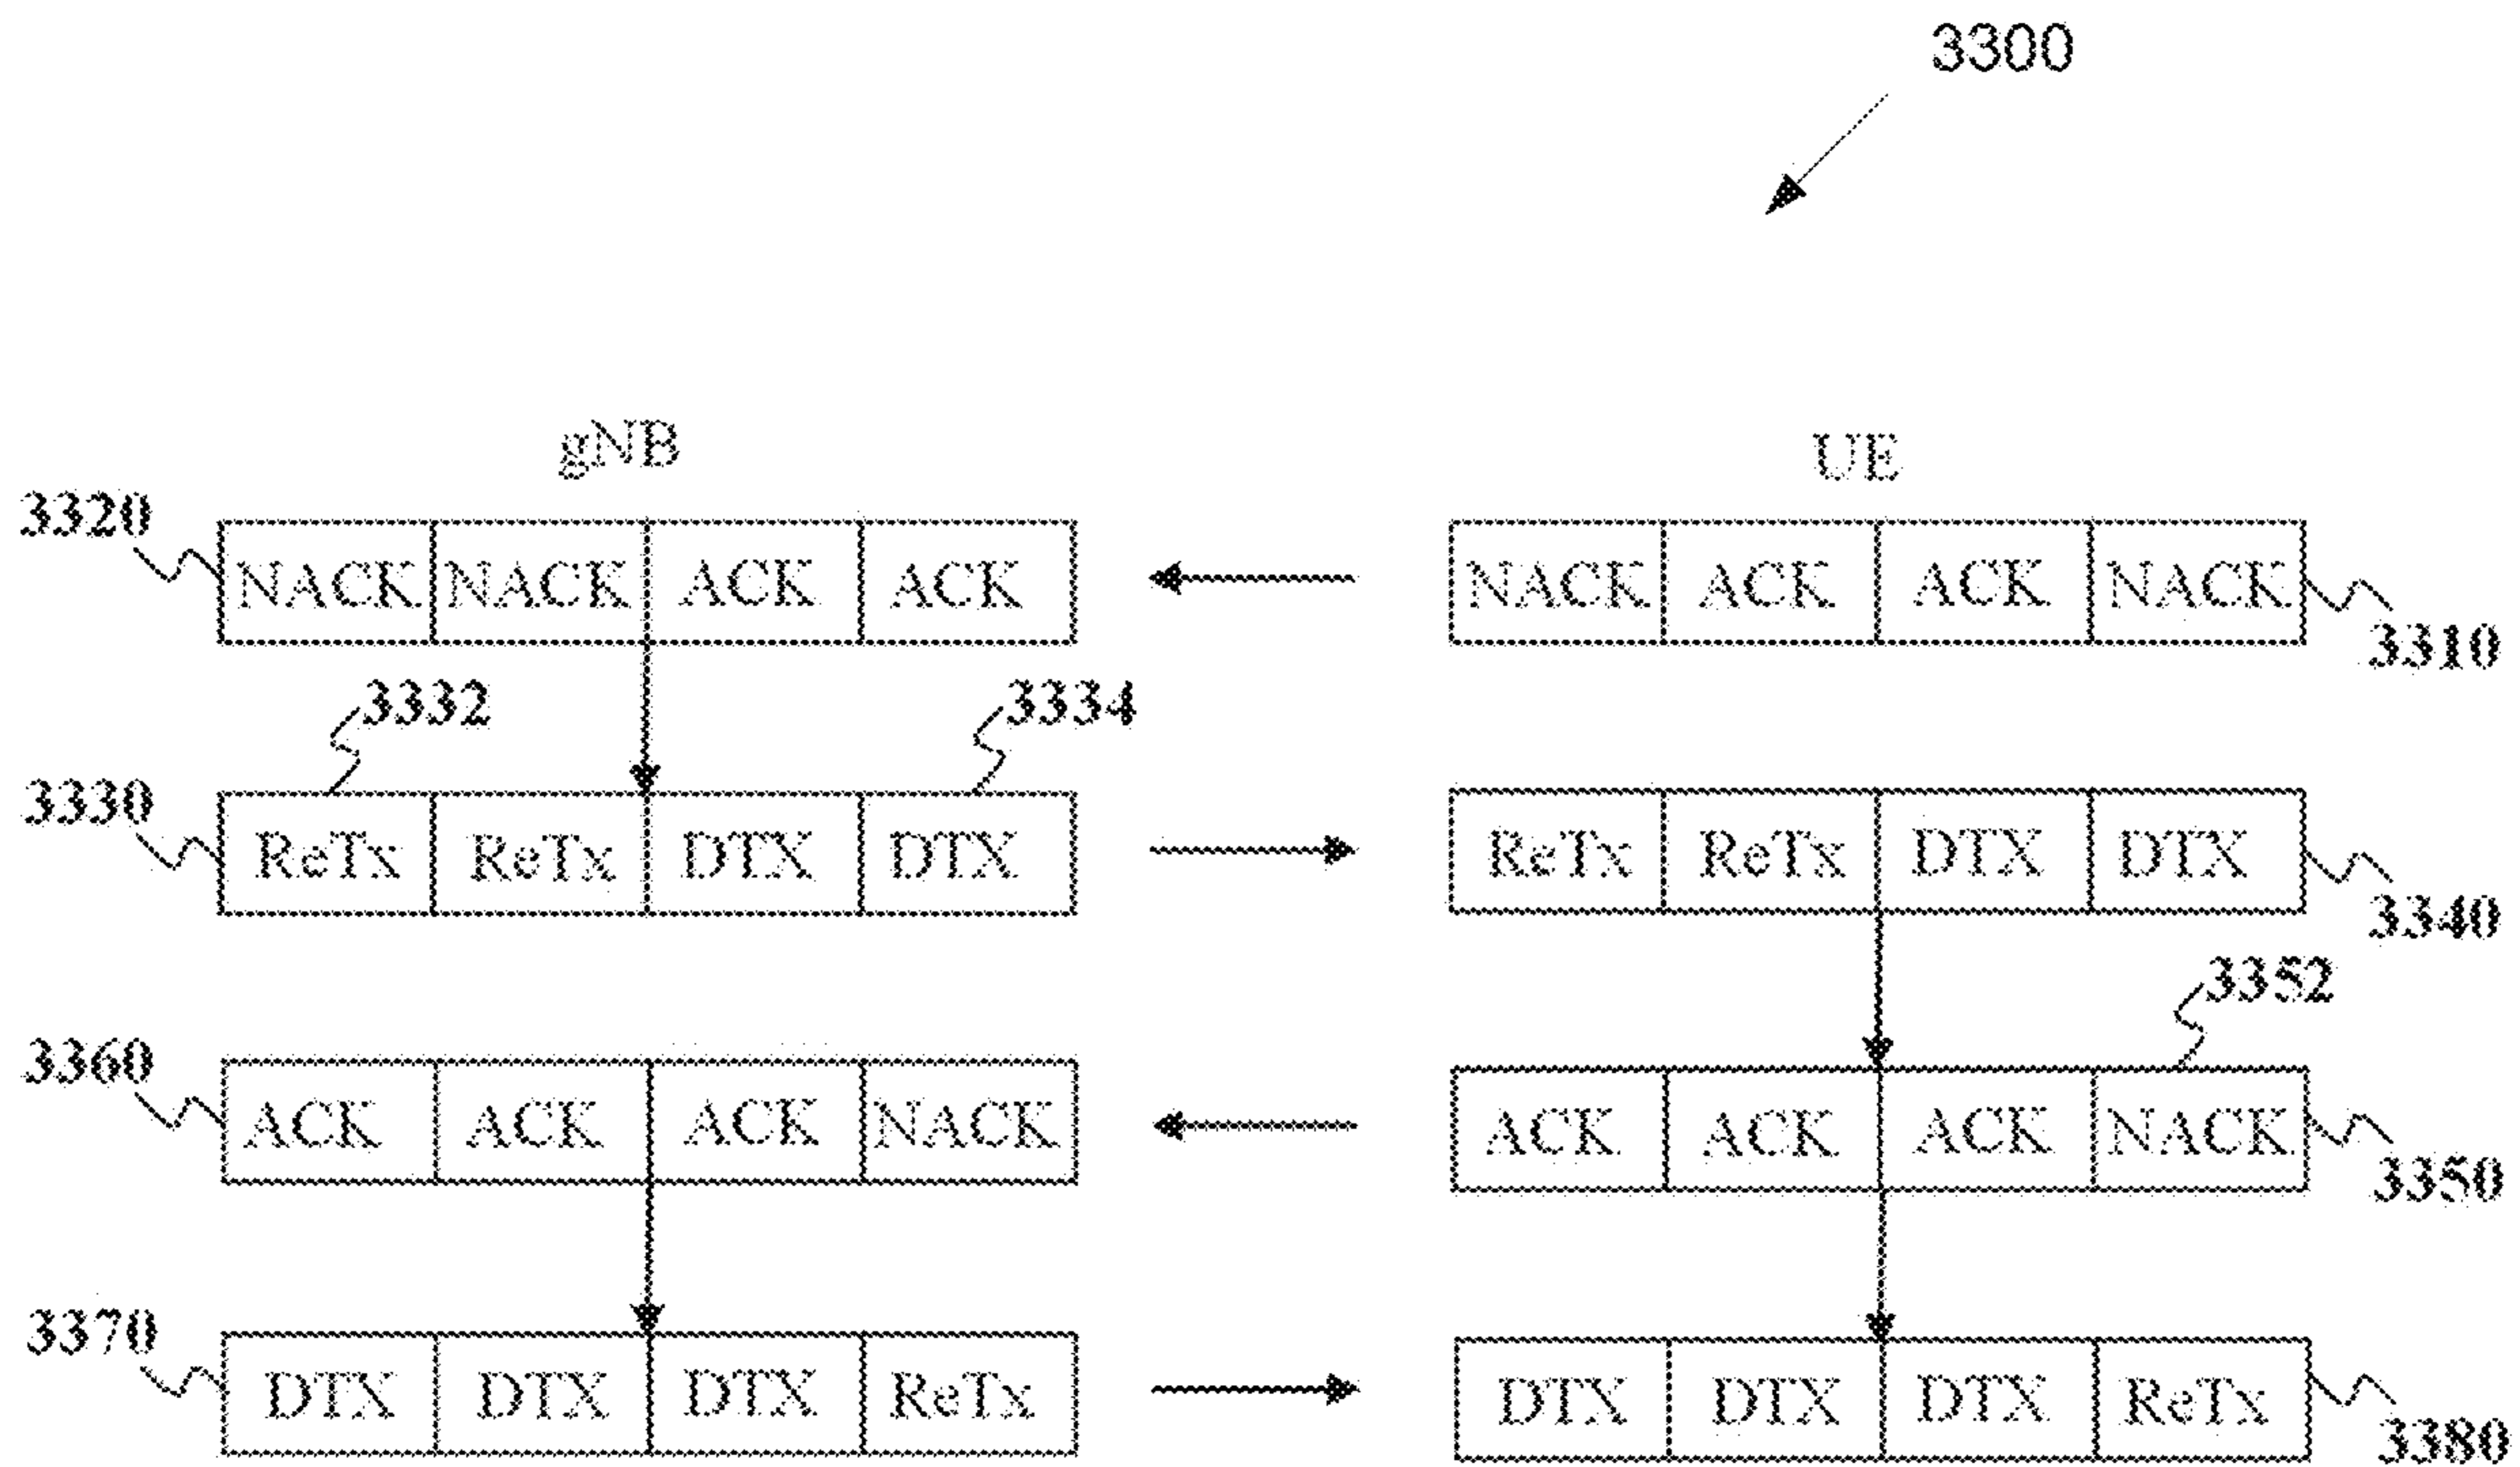 3300
gNB UE
3320 NACK NACK ACK ACK NACK ACK ACK NACK 3310
3332 3334
3330 ReTx ReTx DTX DTX ReTx ReTx DTX DTX 3340
3352
3360 ACK ACK ACK NACK ACK ACK ACK NACK 3350
3370 DTX DTX DTX ReTx DTX DTX DTX ReTx 3380